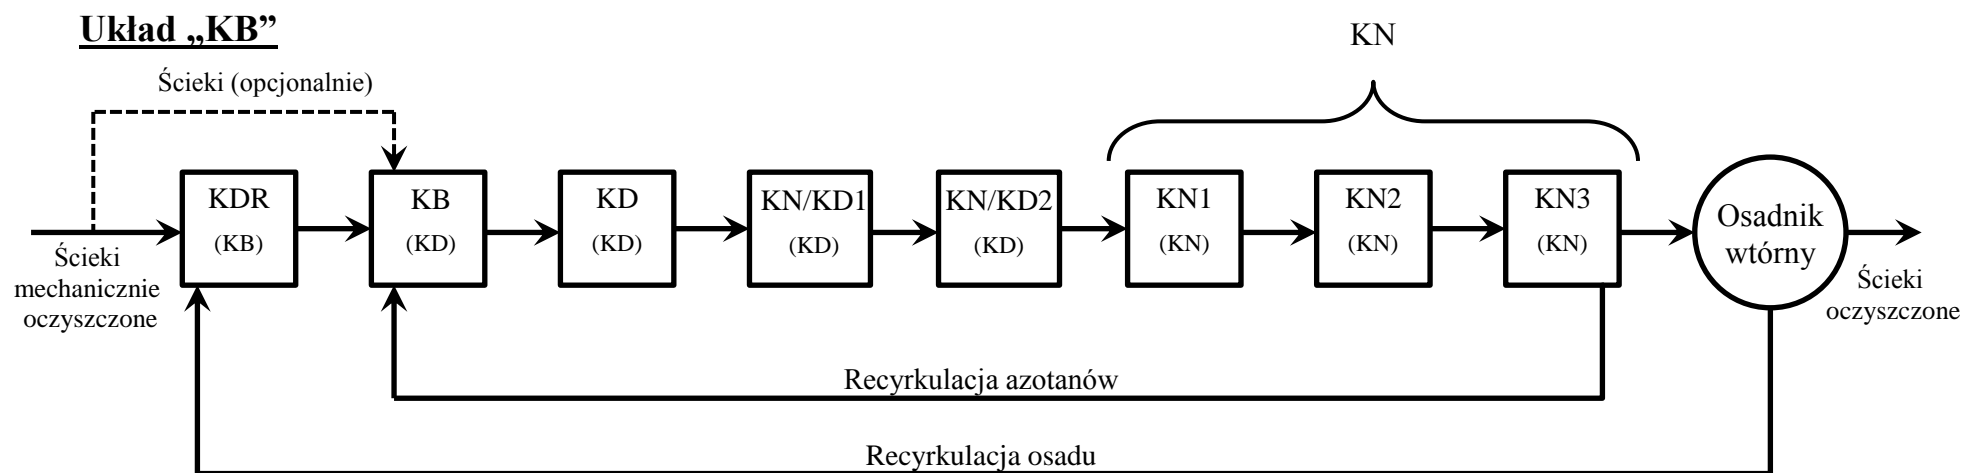 Układ „KB”
KN
Ścieki (opcjonalnie)
KDR
(KB)
KB
(KD)
KD
(KD)
KN/KD1
(KD)
KN/KD2
(KD)
KN1
(KN)
KN2
(KN)
KN3
(KN)
Osadnik
wtórny
Ścieki
mechanicznie
oczyszczone
Ścieki
oczyszczone
Recyrkulacja azotanów
Recyrkulacja osadu